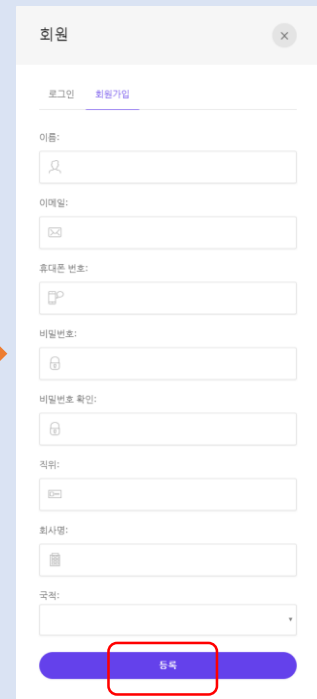 회원
로그인 회원가입
이름:
이메일:
휴대폰 번호:
비밀번호:
비밀번호 확인:
직위:
회사명:
국적:
등록